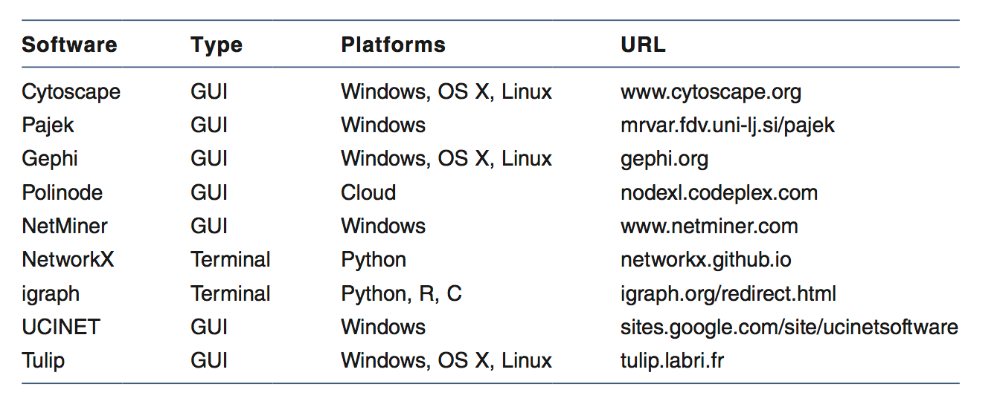 Software Type Platforms URL
Cytoscape GUI Windows, OS X, Linux www.cytoscape.org
Pajek GUI Windows mrvar.fdv.uni-lj.si/pajek
Gephi GUI Windows, OS X, Linux gephi.org
Polinode GUI Cloud nodexl.codeplex.com
NetMiner GUI Windows www.netminer.com
NetworkX Terminal Python networkx.github.io
igraph Terminal Python, R, C igraph.org/redirect.html
UCINET GUI Windows sites.google.com/site/ucinetsoftware
Tulip GUI Windows, OS X, Linux tulip.labri.fr